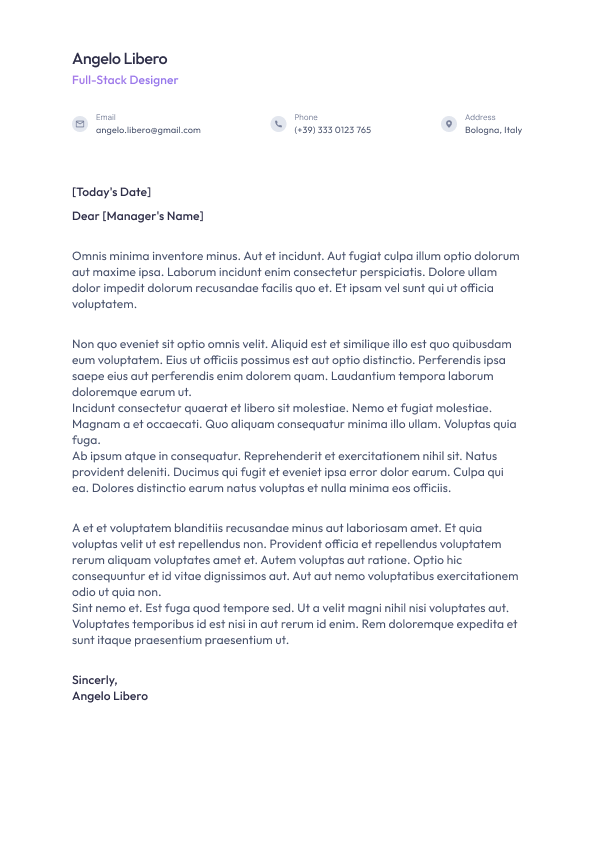 Angelo Libero
Full-Stack Designer
Email
angelo.libero@gmail.com
Phone
(+39) 333 0123 765
Address
Bologna, Italy
[Today's Date]
Dear [Manager's Name]
Omnis minima inventore minus. Aut et incidunt. Aut fugiat culpa illum optio dolorum
aut maxime ipsa. Laborum incidunt enim consectetur perspiciatis. Dolore ullam
dolor impedit dolorum recusandae facilis quo et. Et ipsam vel sunt qui ut officia
voluptatem.
Non quo eveniet sit optio omnis velit. Aliquid est et similique illo est quo quibusdam
eum voluptatem. Eius ut officiis possimus est aut optio distinctio. Perferendis ipsa
saepe eius aut perferendis enim dolorem quam. Laudantium tempora laborum
doloremque earum ut.
Incidunt consectetur quaerat et libero sit molestiae. Nemo et fugiat molestiae.
Magnam a et occaecati. Quo aliquam consequatur minima illo ullam. Voluptas quia
fuga.
Ab ipsum atque in consequatur. Reprehenderit et exercitationem nihil sit. Natus
provident deleniti. Ducimus qui fugit et eveniet ipsa error dolor earum. Culpa qui
ea. Dolores distinctio earum natus voluptas et nulla minima eos officiis.
A et et voluptatem blanditiis recusandae minus aut laboriosam amet. Et quia
voluptas velit ut est repellendus non. Provident officia et repellendus voluptatem
rerum aliquam voluptates amet et. Autem voluptas aut ratione. Optio hic
consequuntur et id vitae dignissimos aut. Aut aut nemo voluptatibus exercitationem
odio ut quia non.
Sint nemo et. Est fuga quod tempore sed. Ut a velit magni nihil nisi voluptates aut.
Voluptates temporibus id est nisi in aut rerum id enim. Rem doloremque expedita et
sunt itaque praesentium praesentium ut.
Sincerly,
Angelo Libero